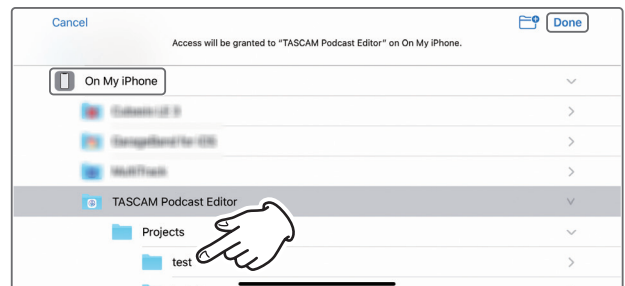 Cancel
Done
Access will be granted to “TASCAM Podcast Editor” on On My iPhone.
On My iPhone
TASCAM Podcast Editor
Projects
test